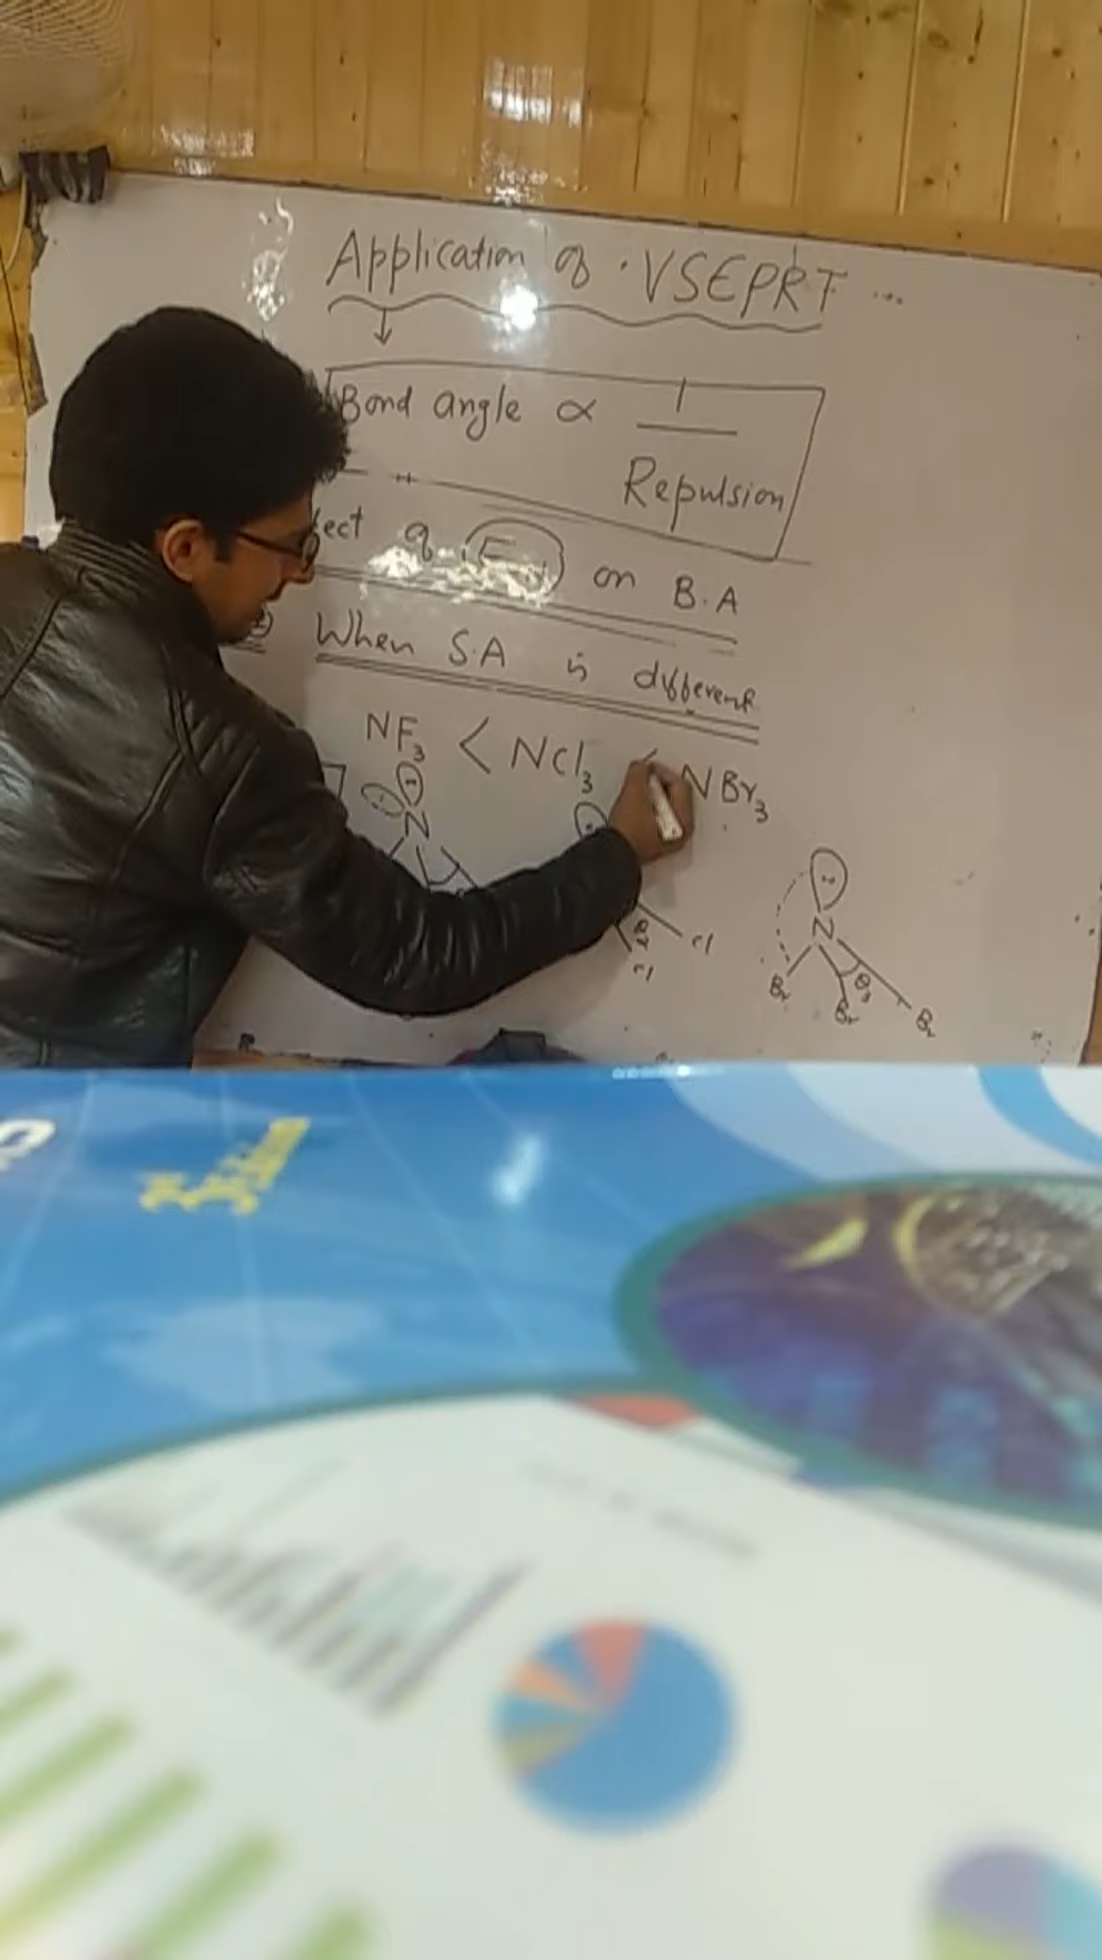 Application of . VSEPRT ...
Bond angle ∝ 1
Repulsion
on B.A
When S.A is different
NF3 < NCl3 < NBr3
N
Cl
Cl
N
θ3
Br
Br
Br